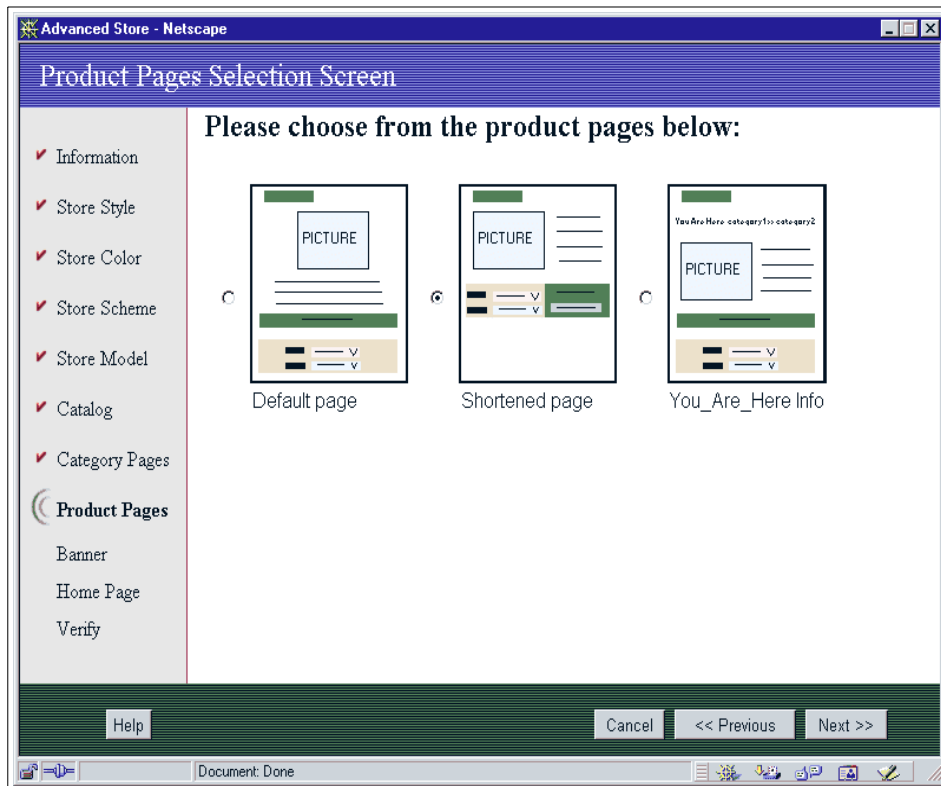 Advanced Store - Netscape
Product Pages Selection Screen
Please choose from the product pages below:
Information
Store Style
Store Color
Store Scheme
Store Model
Catalog
Category Pages
Product Pages
Banner
Home Page
Verify
PICTURE
Default page
PICTURE
Shortened page
You Are Here category1>> category2
PICTURE
You_Are_Here Info
Help
Cancel
<< Previous
Next >>
Document: Done